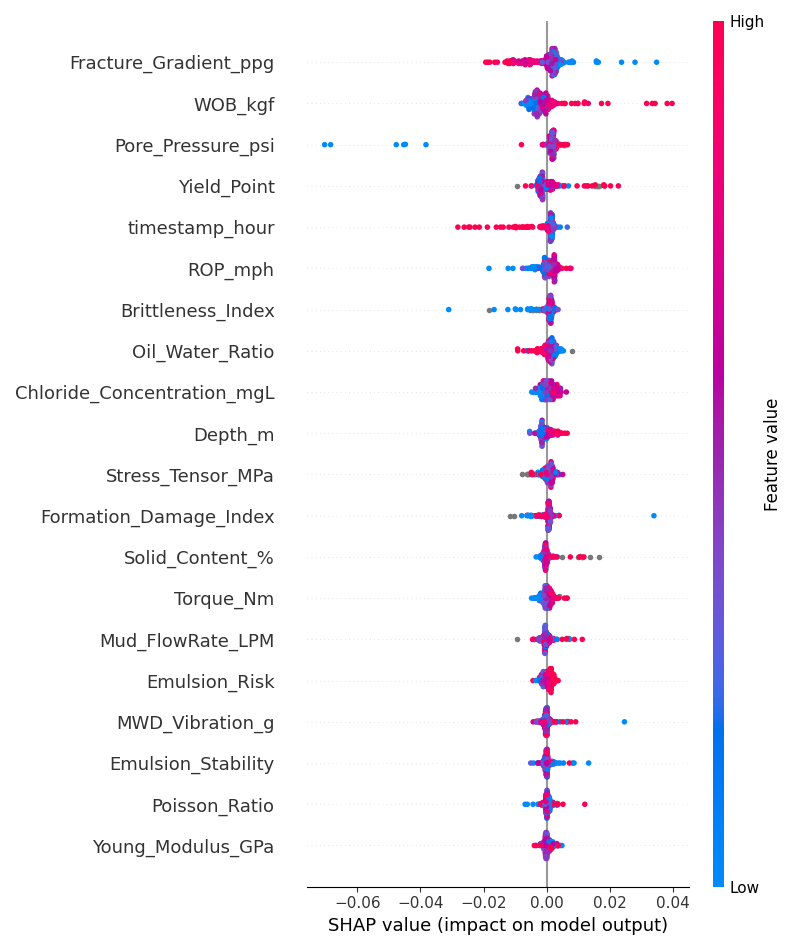 High
Fracture_Gradient_ppg
WOB_kgf
Pore_Pressure_psi
Yield_Point
timestamp_hour
ROP_mph
Brittleness_Index
Oil_Water_Ratio
Chloride_Concentration_mgL
Depth_m
Stress_Tensor_MPa
Formation_Damage_Index
Solid_Content_%
Torque_Nm
Mud_FlowRate_LPM
Emulsion_Risk
MWD_Vibration_g
Emulsion_Stability
Poisson_Ratio
Young_Modulus_GPa
Feature value
Low
−0.06 −0.04 −0.02 0.00 0.02 0.04
SHAP value (impact on model output)